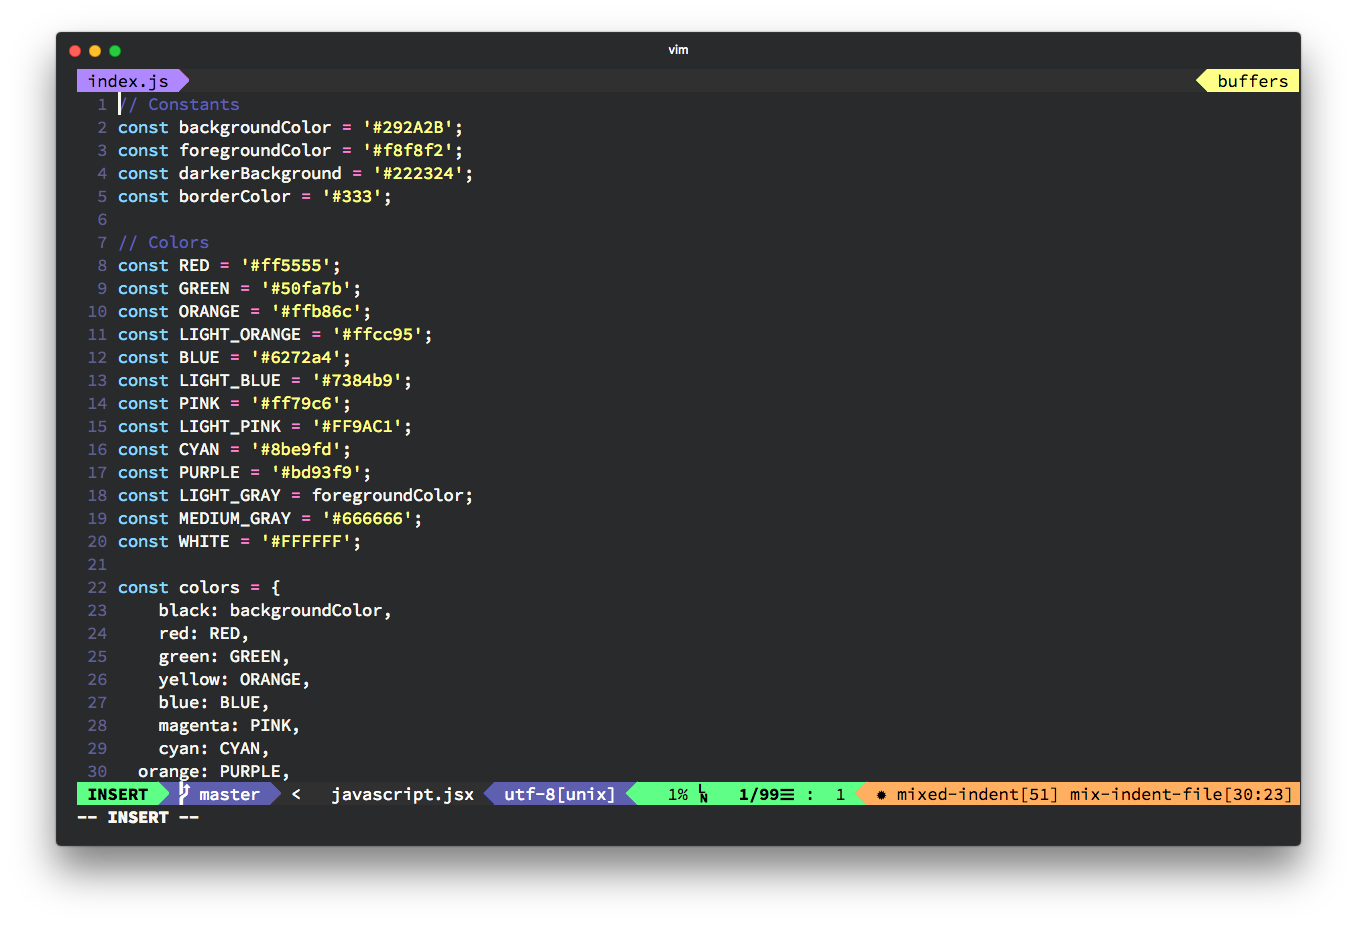 vim
index.js buffers
1 // Constants
2 const backgroundColor = '#292A2B';
3 const foregroundColor = '#f8f8f2';
4 const darkerBackground = '#222324';
5 const borderColor = '#333';
6
7 // Colors
8 const RED = '#ff5555';
9 const GREEN = '#50fa7b';
10 const ORANGE = '#ffb86c';
11 const LIGHT_ORANGE = '#ffcc95';
12 const BLUE = '#6272a4';
13 const LIGHT_BLUE = '#7384b9';
14 const PINK = '#ff79c6';
15 const LIGHT_PINK = '#FF9AC1';
16 const CYAN = '#8be9fd';
17 const PURPLE = '#bd93f9';
18 const LIGHT_GRAY = foregroundColor;
19 const MEDIUM_GRAY = '#666666';
20 const WHITE = '#FFFFFF';
21
22 const colors = {
23     black: backgroundColor,
24     red: RED,
25     green: GREEN,
26     yellow: ORANGE,
27     blue: BLUE,
28     magenta: PINK,
29     cyan: CYAN,
30   orange: PURPLE,
INSERT master < javascript.jsx utf-8[unix] 1% LN 1/99☰ : 1 ✹ mixed-indent[51] mix-indent-file[30:23]
-- INSERT --